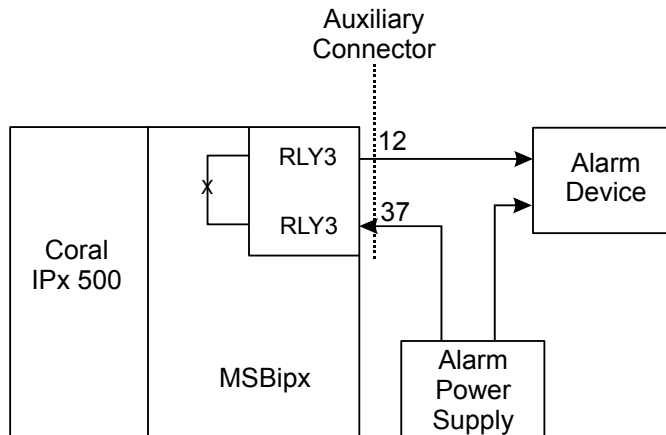 Auxiliary
Connector
RLY3
12
Alarm
Device
X
RLY3
37
Coral
IPx 500
MSBipx
Alarm
Power
Supply